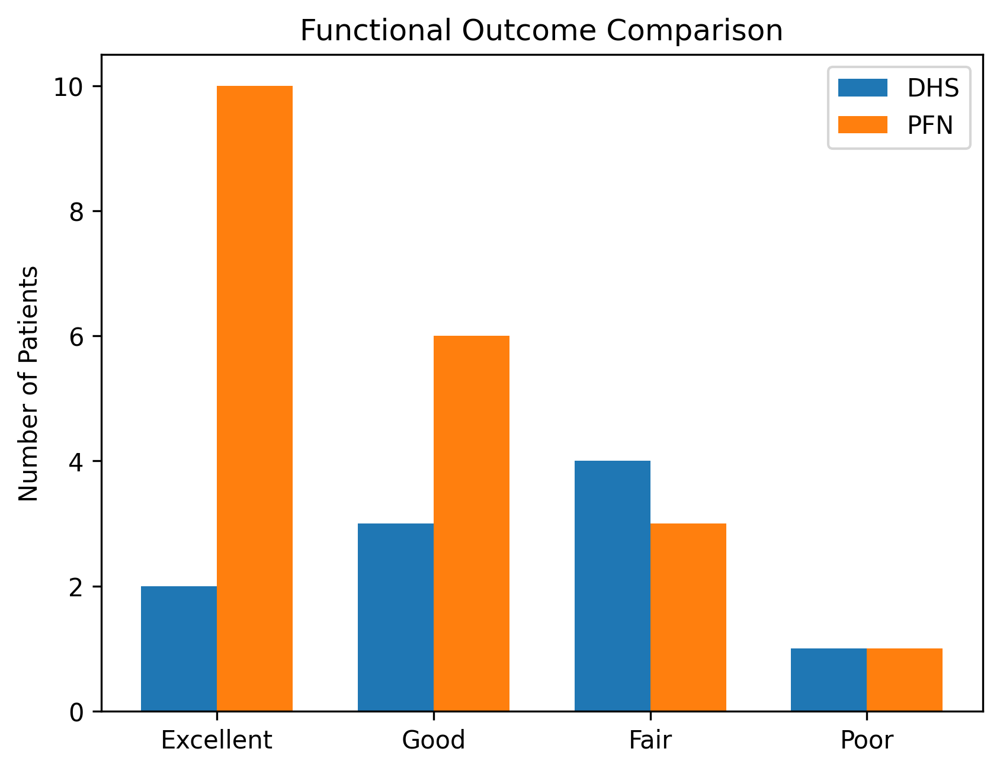 Functional Outcome Comparison
DHS
PFN
Number of Patients
10
8
6
4
2
0
Excellent
Good
Fair
Poor